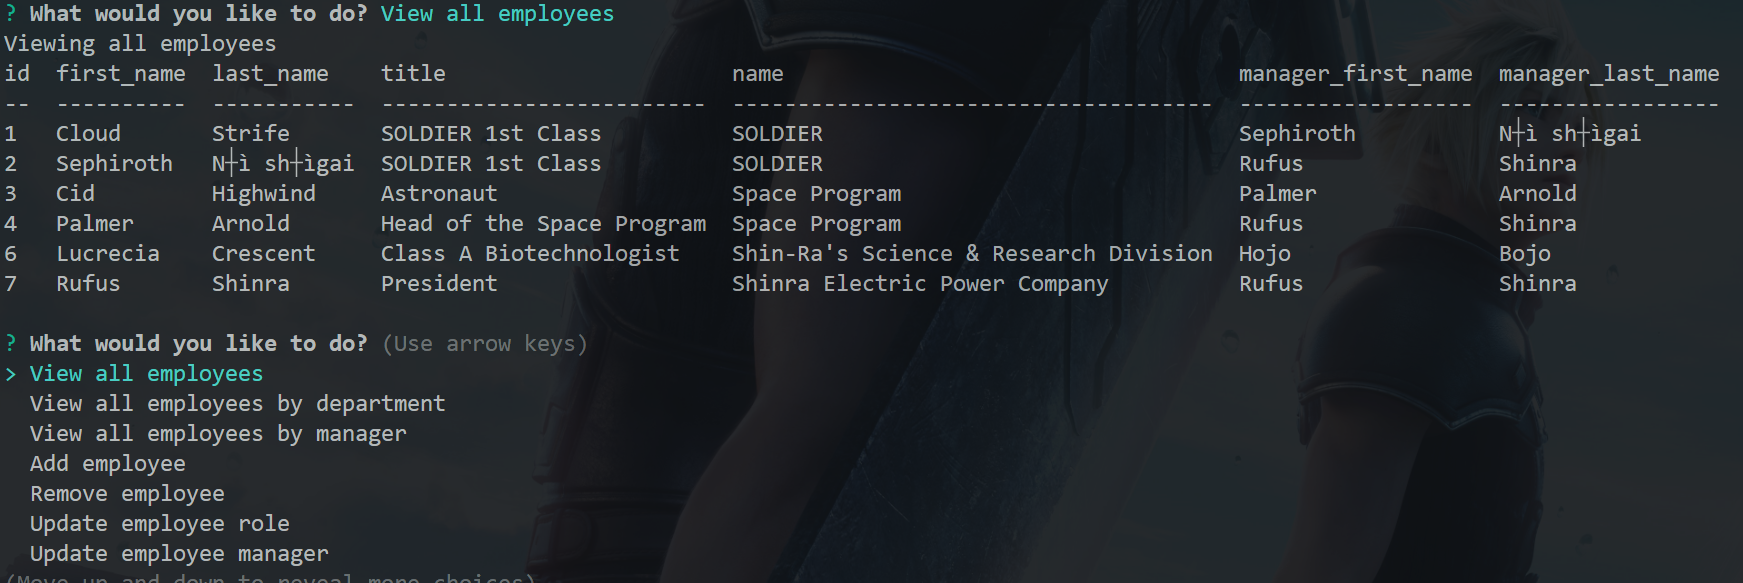 ? What would you like to do? View all employees
Viewing all employees
id  first_name  last_name    title                      name                                   manager_first_name  manager_last_name
--  ----------  -----------  -------------------------  -------------------------------------  ------------------  -----------------
1   Cloud       Strife       SOLDIER 1st Class          SOLDIER                                Sephiroth           N┼ì sh┼ìgai
2   Sephiroth   N┼ì sh┼ìgai  SOLDIER 1st Class          SOLDIER                                Rufus               Shinra
3   Cid         Highwind     Astronaut                  Space Program                          Palmer              Arnold
4   Palmer      Arnold       Head of the Space Program  Space Program                          Rufus               Shinra
6   Lucrecia    Crescent     Class A Biotechnologist    Shin-Ra's Science & Research Division  Hojo                Bojo
7   Rufus       Shinra       President                  Shinra Electric Power Company          Rufus               Shinra
? What would you like to do? (Use arrow keys)
> View all employees
  View all employees by department
  View all employees by manager
  Add employee
  Remove employee
  Update employee role
  Update employee manager
(Move up and down to reveal more choices)